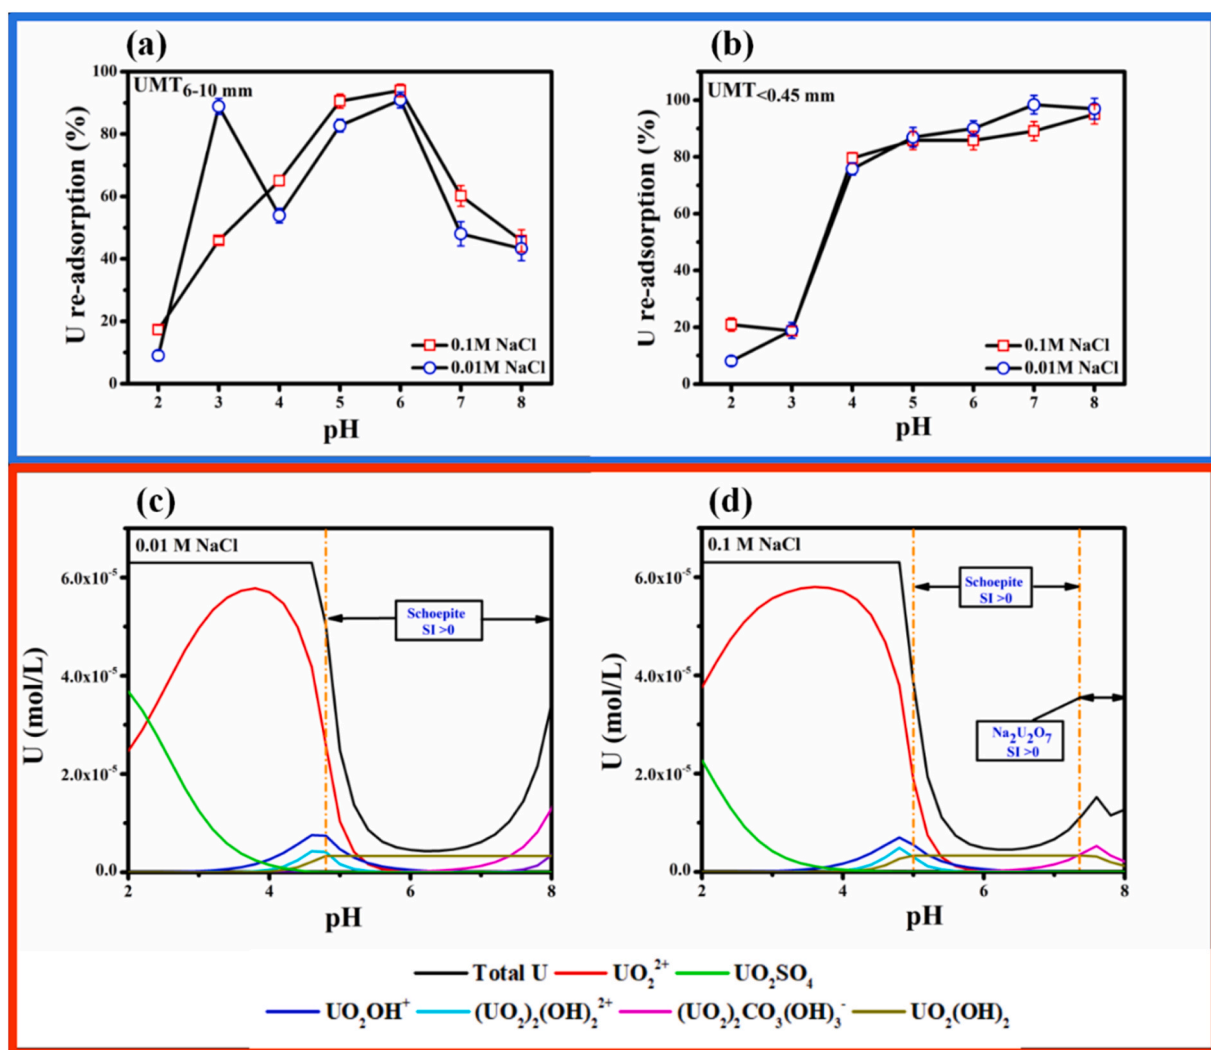 (a)
UMT6-10 mm
U re-adsorption (%)
100
80
60
40
20
0
0.1M NaCl
0.01M NaCl
2 3 4 5 6 7 8
pH
(b)
UMT<0.45 mm
U re-adsorption (%)
100
80
60
40
20
0
0.1M NaCl
0.01M NaCl
2 3 4 5 6 7 8
pH
(c)
0.01 M NaCl
U (mol/L)
6.0x10⁻⁵
4.0x10⁻⁵
2.0x10⁻⁵
0.0
Schoepite
SI >0
2 4 6 8
pH
(d)
0.1 M NaCl
U (mol/L)
6.0x10⁻⁵
4.0x10⁻⁵
2.0x10⁻⁵
0.0
Schoepite
SI >0
Na₂U₂O₇
SI >0
2 4 6 8
pH
Total U UO₂²⁺ UO₂SO₄
UO₂OH⁺ (UO₂)₂(OH)₂²⁺ (UO₂)₂CO₃(OH)₃⁻ UO₂(OH)₂